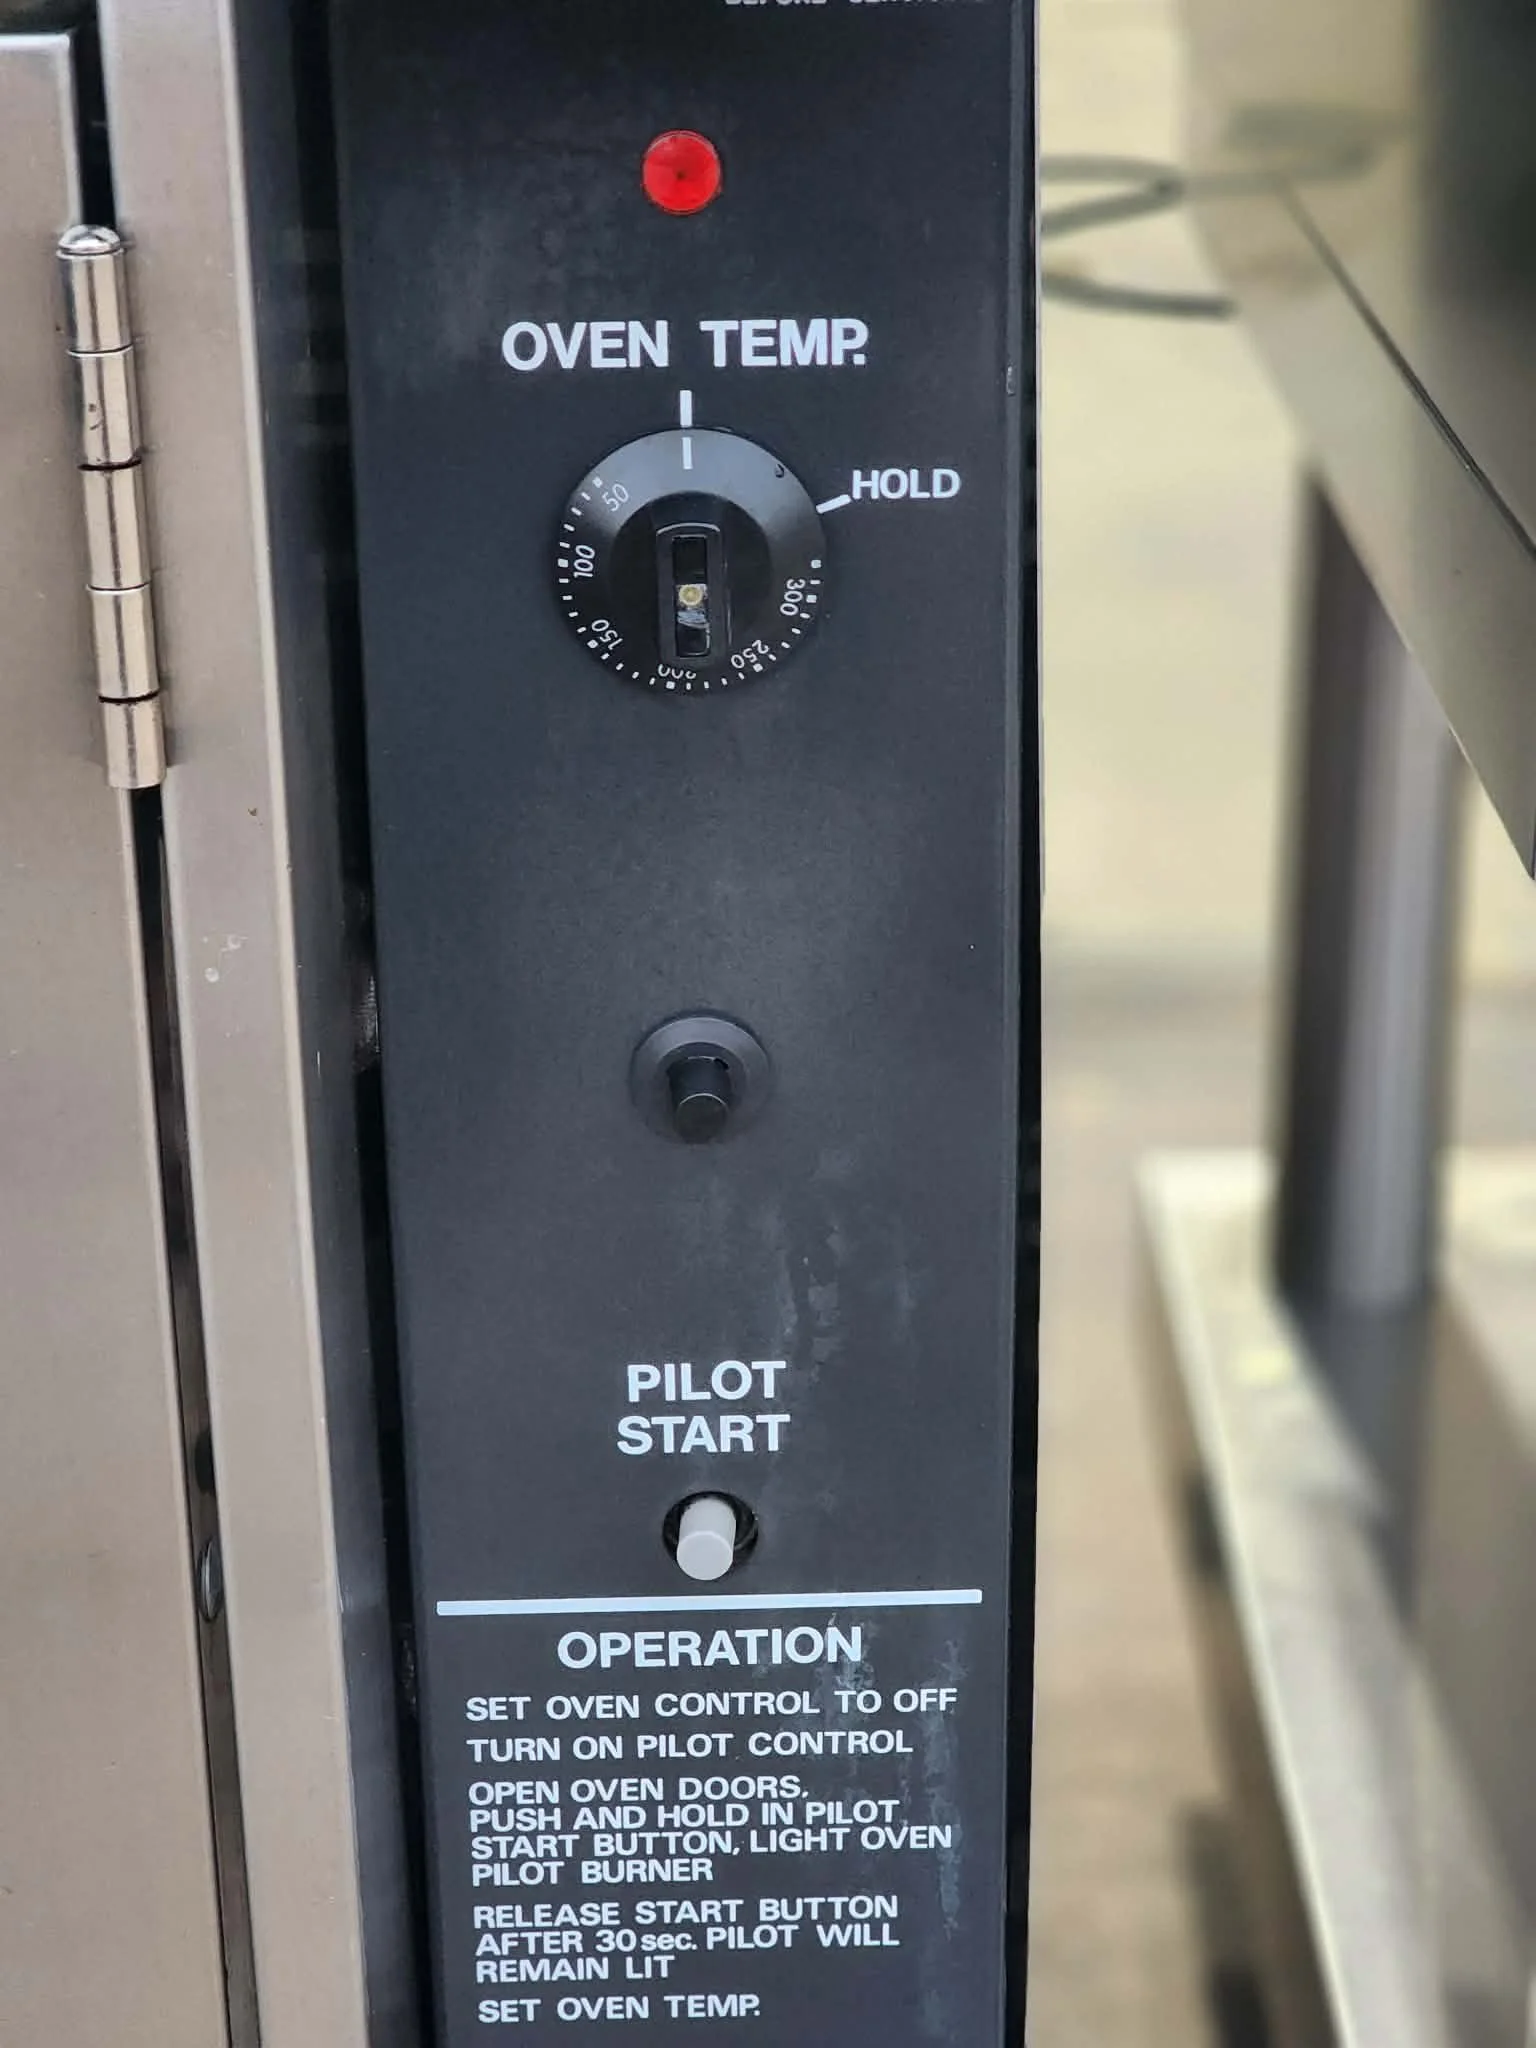 BEFORE
OVEN TEMP.
HOLD
50
100
150
200
250
300
PILOT
START
OPERATION
SET OVEN CONTROL TO OFF
TURN ON PILOT CONTROL
OPEN OVEN DOORS,
PUSH AND HOLD IN PILOT
START BUTTON, LIGHT OVEN
PILOT BURNER
RELEASE START BUTTON
AFTER 30 sec. PILOT WILL
REMAIN LIT
SET OVEN TEMP.